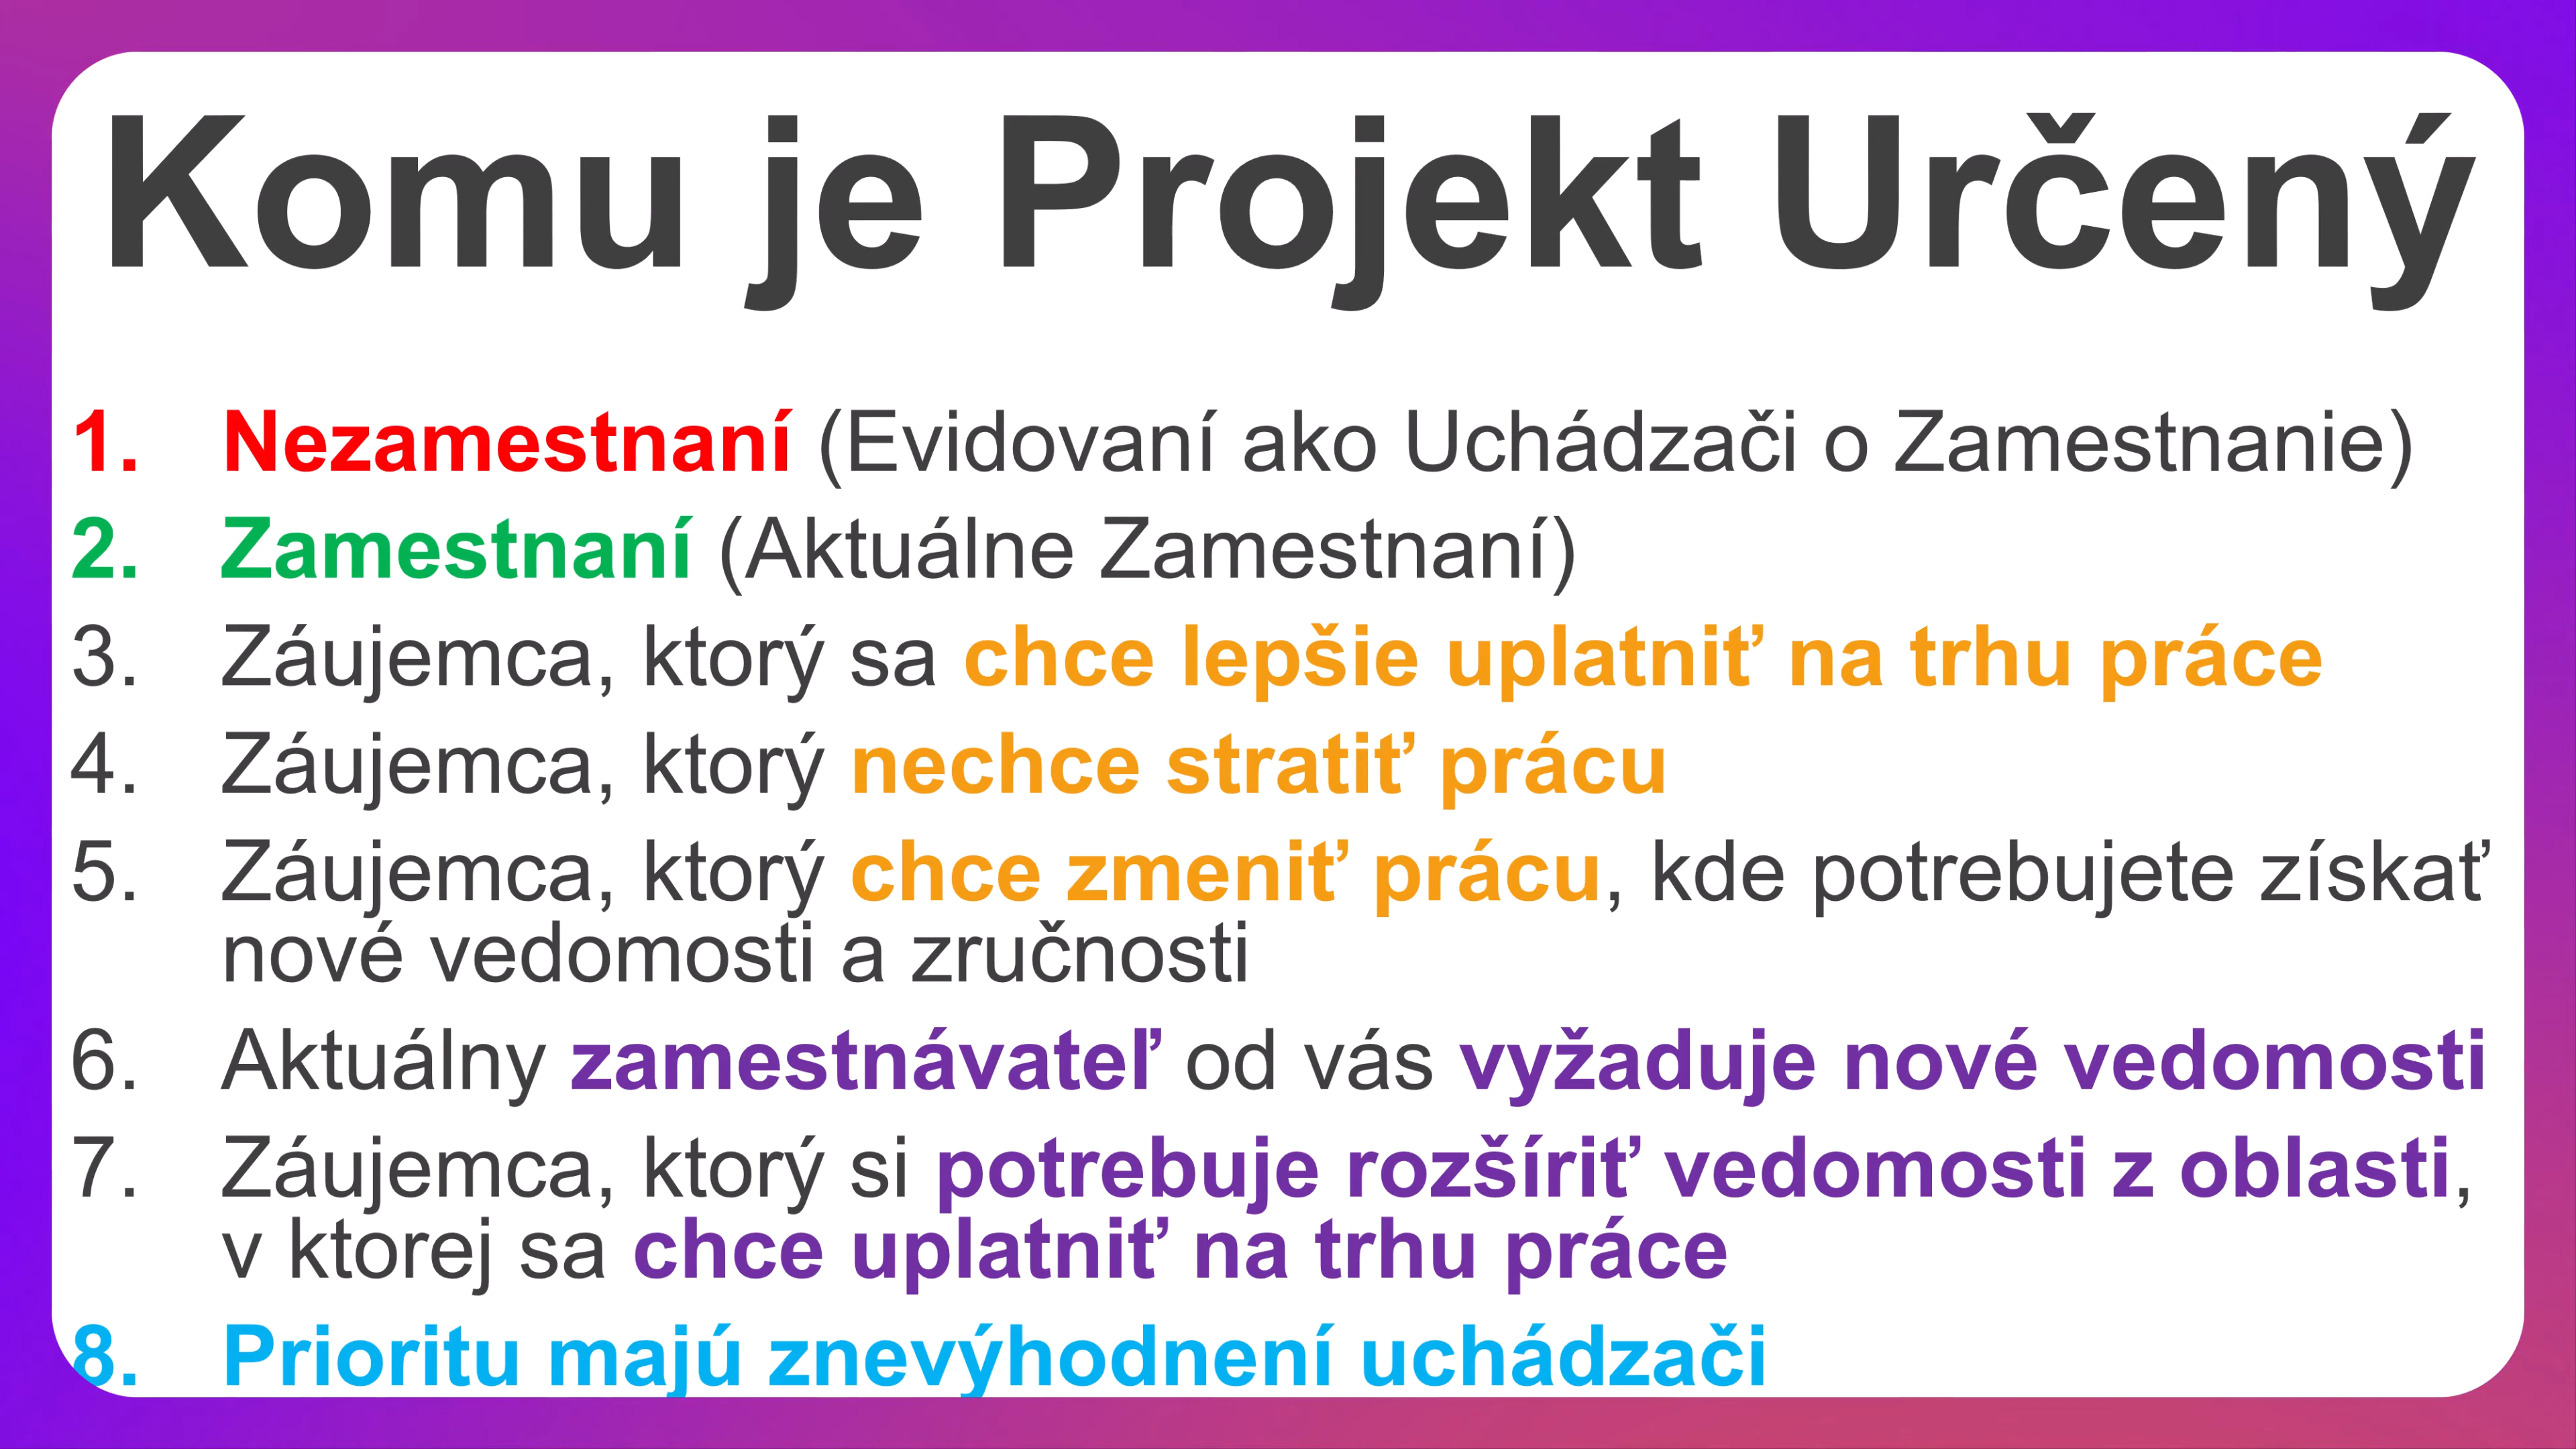 Komu je Projekt Určený
1. Nezamestnaní (Evidovaní ako Uchádzači o Zamestnanie)
2. Zamestnaní (Aktuálne Zamestnaní)
3. Záujemca, ktorý sa chce lepšie uplatniť na trhu práce
4. Záujemca, ktorý nechce stratiť prácu
5. Záujemca, ktorý chce zmeniť prácu, kde potrebujete získať
nové vedomosti a zručnosti
6. Aktuálny zamestnávateľ od vás vyžaduje nové vedomosti
7. Záujemca, ktorý si potrebuje rozšíriť vedomosti z oblasti,
v ktorej sa chce uplatniť na trhu práce
8. Prioritu majú znevýhodnení uchádzači